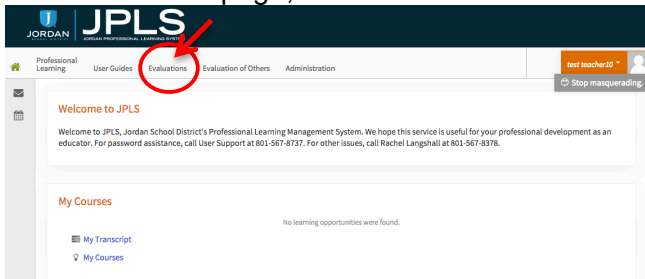 JORDAN
SCHOOL DISTRICT
JPLS
JORDAN PROFESSIONAL LEARNING SYSTEM
Professional
Learning
User Guides
Evaluations
Evaluation of Others
Administration
test teacher10
Stop masquerading.
Welcome to JPLS
Welcome to JPLS, Jordan School District's Professional Learning Management System. We hope this service is useful for your professional development as an
educator. For password assistance, call User Support at 801-567-8737. For other issues, call Rachel Langshall at 801-567-8378.
My Courses
No learning opportunities were found.
My Transcript
My Courses